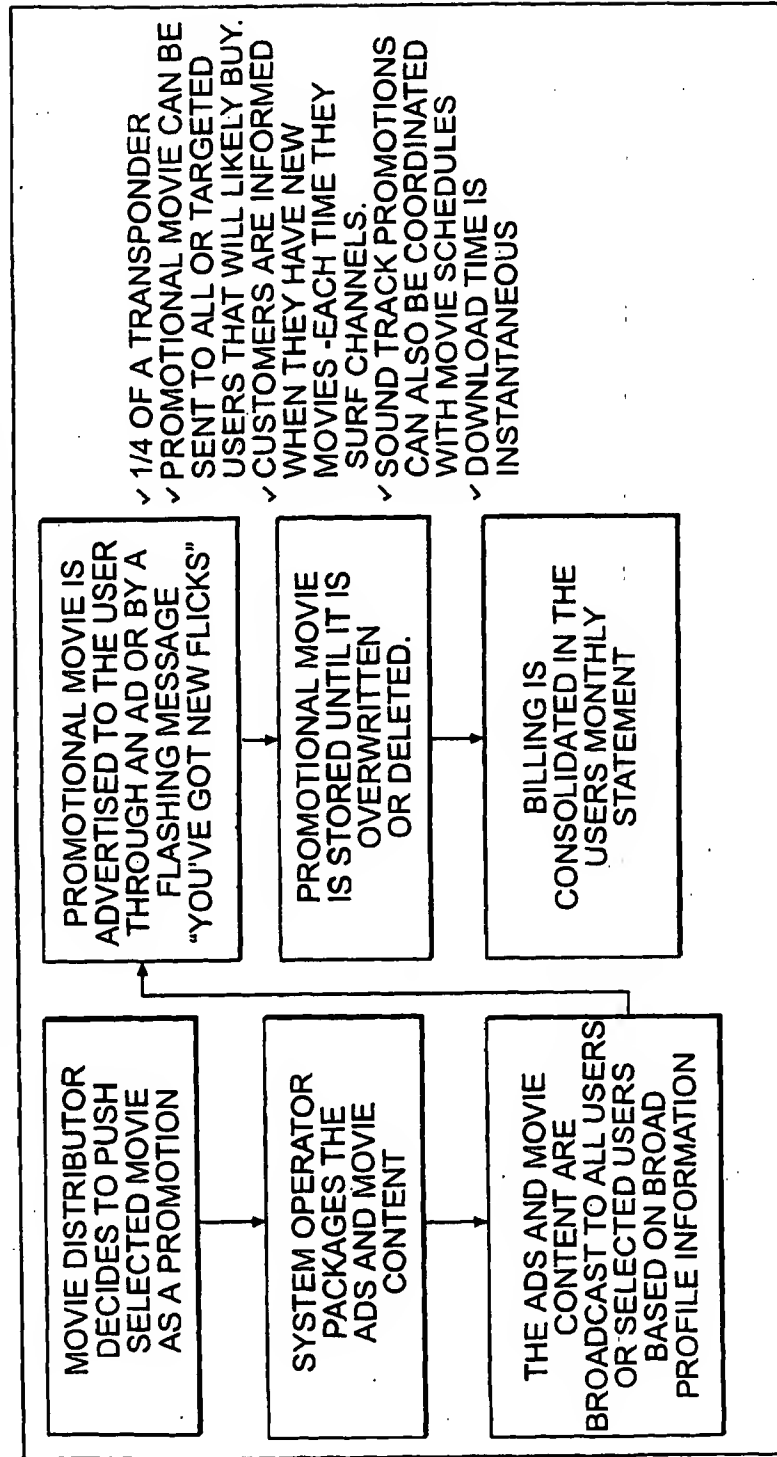 MOVIE DISTRIBUTOR
DECIDES TO PUSH
SELECTED MOVIE
AS A PROMOTION
SYSTEM OPERATOR
PACKAGES THE
ADS AND MOVIE
CONTENT
THE ADS AND MOVIE
CONTENT ARE
BROADCAST TO ALL USERS
OR SELECTED USERS
BASED ON BROAD
PROFILE INFORMATION
PROMOTIONAL MOVIE IS
ADVERTISED TO THE USER
THROUGH AN AD OR BY A
FLASHING MESSAGE
“YOU'VE GOT NEW FLICKS”
PROMOTIONAL MOVIE
IS STORED UNTIL IT IS
OVERWRITTEN
OR DELETED.
BILLING IS
CONSOLIDATED IN THE
USERS MONTHLY
STATEMENT
✓ 1/4 OF A TRANSPONDER
✓ PROMOTIONAL MOVIE CAN BE
SENT TO ALL OR TARGETED
USERS THAT WILL LIKELY BUY.
✓ CUSTOMERS ARE INFORMED
WHEN THEY HAVE NEW
MOVIES -EACH TIME THEY
SURF CHANNELS.
✓ SOUND TRACK PROMOTIONS
CAN ALSO BE COORDINATED
WITH MOVIE SCHEDULES
✓ DOWNLOAD TIME IS
INSTANTANEOUS